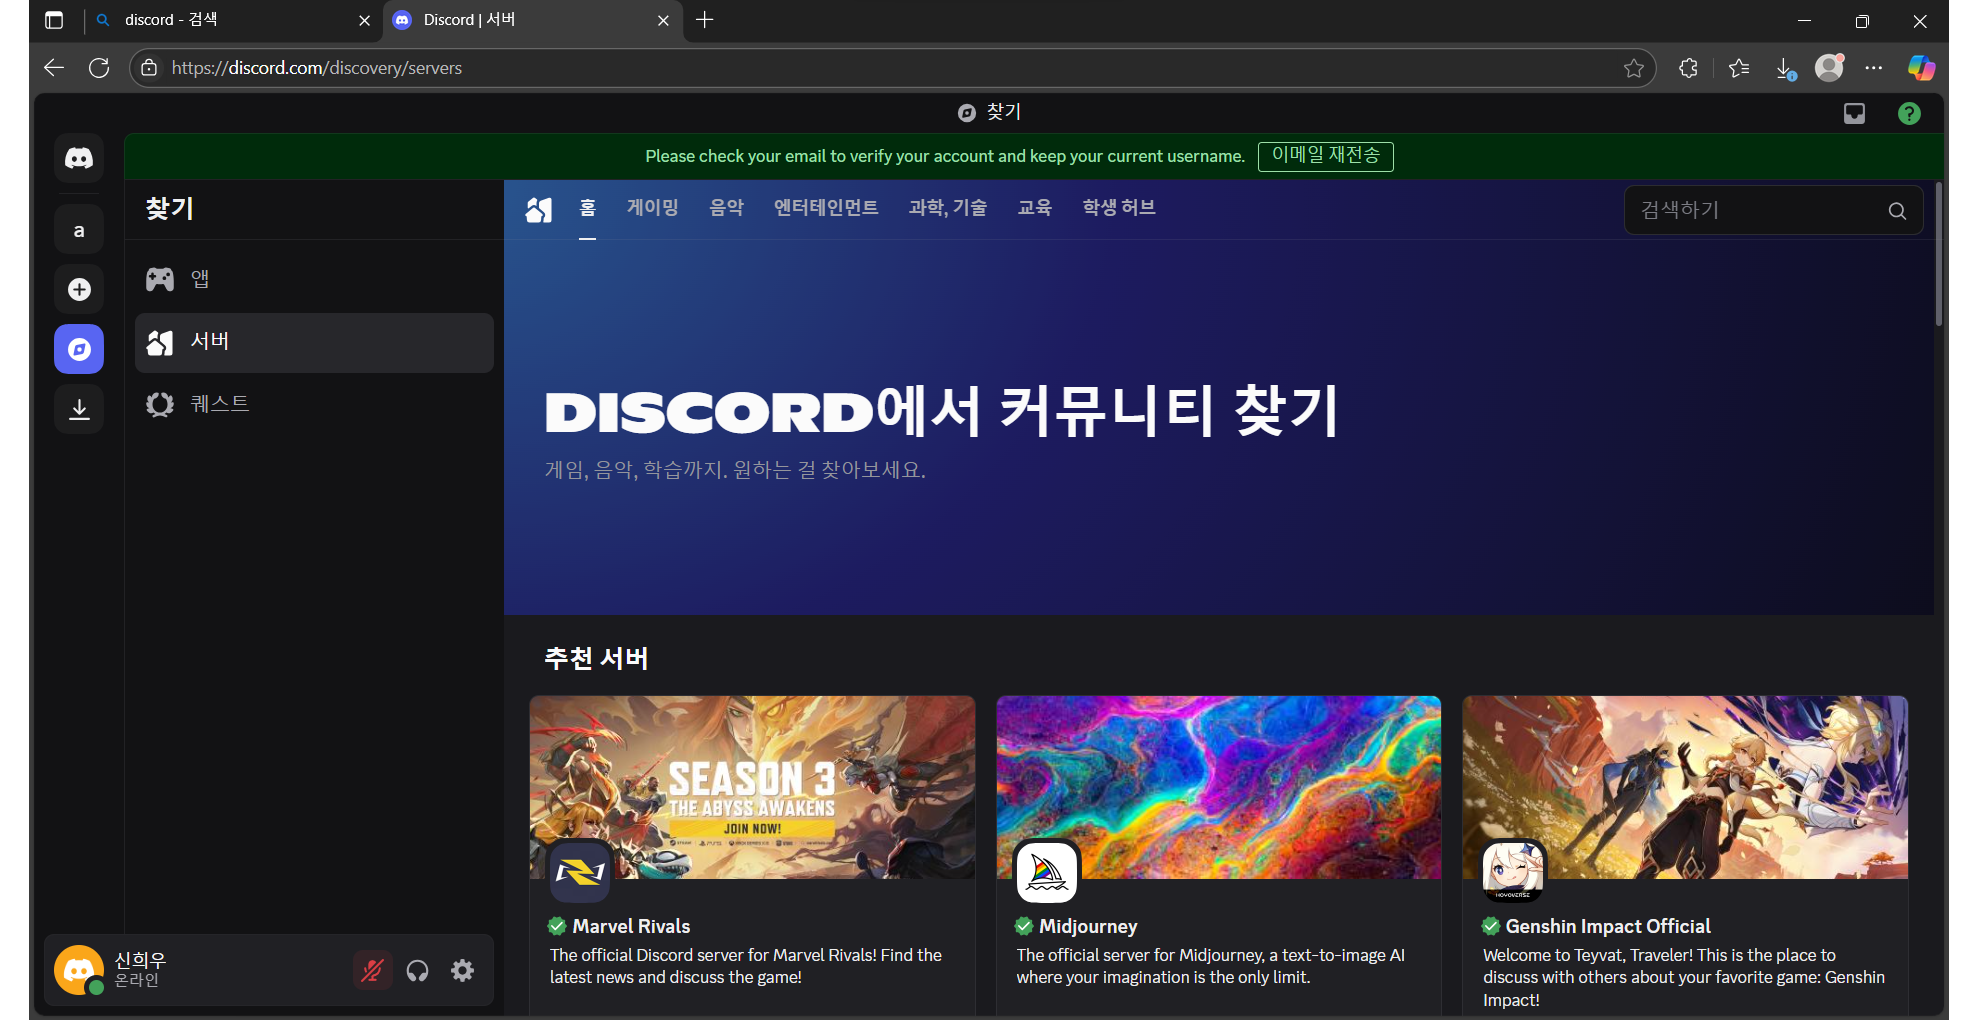 discord - 검색
Discord | 서버
https://discord.com/discovery/servers
찾기
Please check your email to verify your account and keep your current username.
이메일 재전송
찾기
홈 게이밍 음악 엔터테인먼트 과학, 기술 교육 학생 허브
검색하기
a
앱
서버
퀘스트
DISCORD에서 커뮤니티 찾기
게임, 음악, 학습까지. 원하는 걸 찾아보세요.
추천 서버
SEASON 3
THE ABYSS AWAKENS
JOIN NOW!
HOYOVERSE
Marvel Rivals
The official Discord server for Marvel Rivals! Find the
latest news and discuss the game!
Midjourney
The official server for Midjourney, a text-to-image AI
where your imagination is the only limit.
Genshin Impact Official
Welcome to Teyvat, Traveler! This is the place to
discuss with others about your favorite game: Genshin
Impact!
신희우
온라인